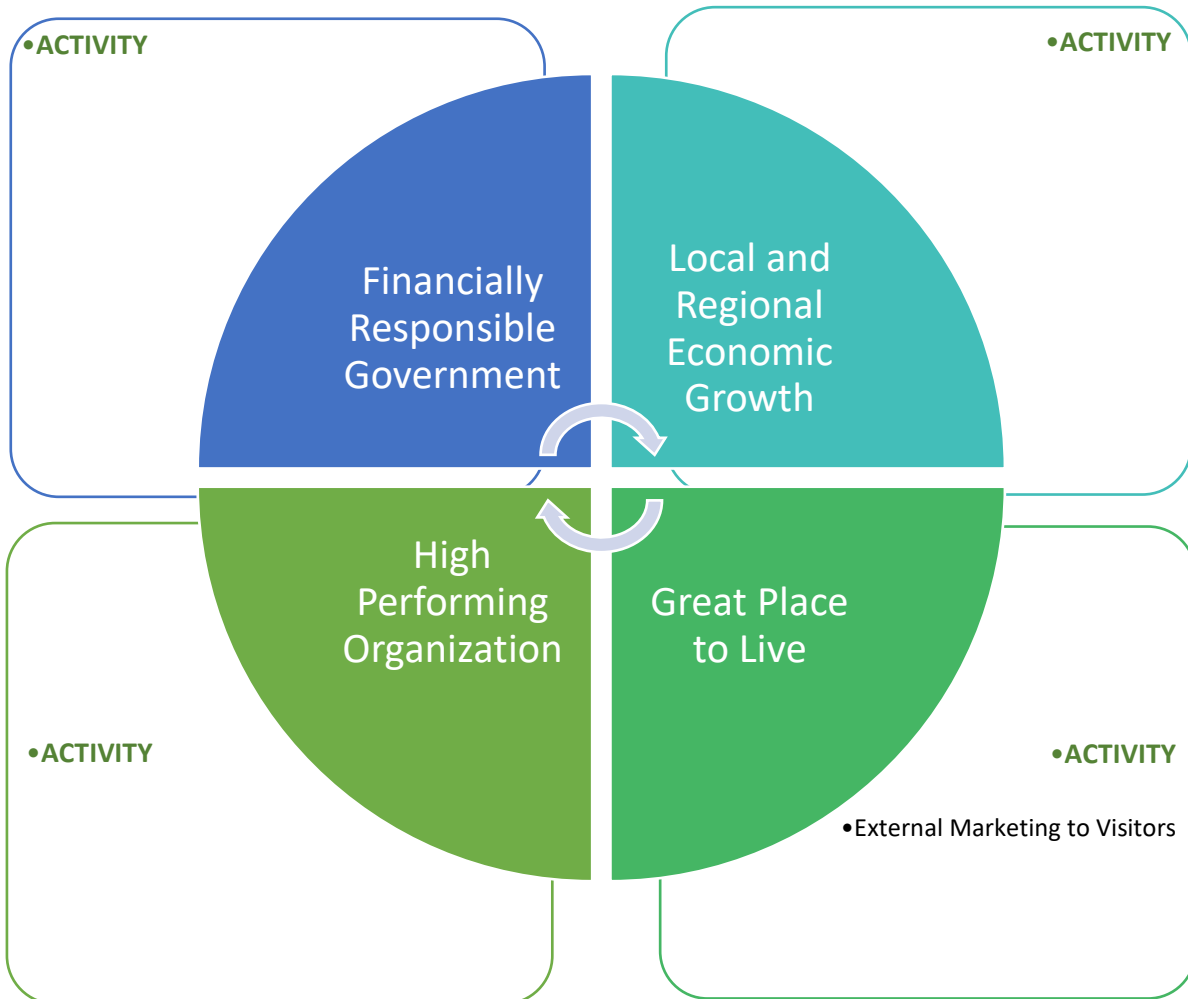 •ACTIVITY
•ACTIVITY
Financially
Responsible
Government
Local and
Regional
Economic
Growth
High
Performing
Organization
Great Place
to Live
•ACTIVITY
•ACTIVITY
•External Marketing to Visitors